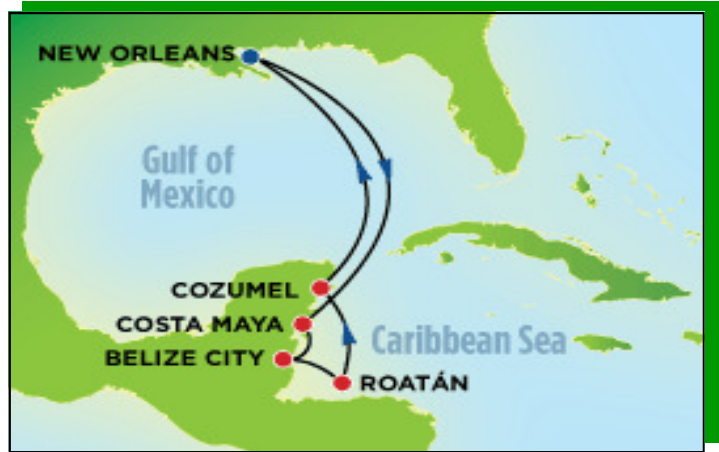 NEW ORLEANS
Gulf of
Mexico
COZUMEL
COSTA MAYA
Caribbean Sea
BELIZE CITY
ROATÁN